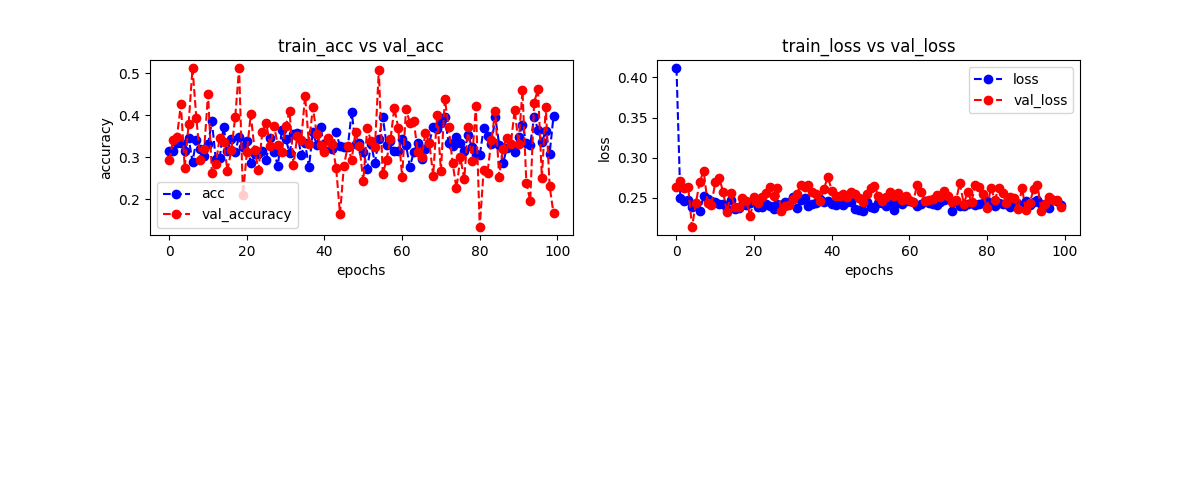 train_acc vs val_acc
accuracy
0.5
0.4
0.3
0.2
acc
val_accuracy
0 20 40 60 80 100
epochs
train_loss vs val_loss
loss
0.40
0.35
0.30
0.25
loss
val_loss
0 20 40 60 80 100
epochs